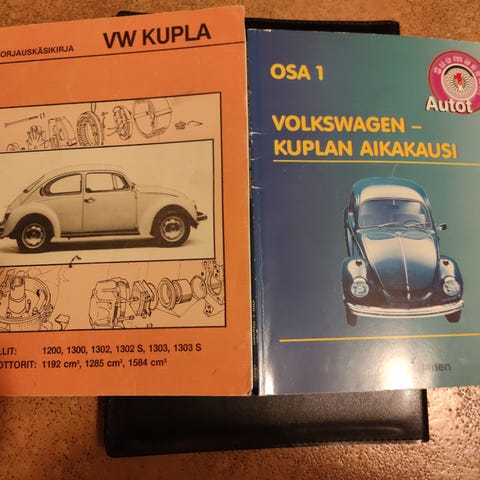 ORJAUSKÄSIKIRJA
VW KUPLA
LLIT: 1200, 1300, 1302, 1302 S, 1303, 1303 S
OTTORIT: 1192 cm³, 1285 cm³, 1584 cm³
OSA 1
Autot
VOLKSWAGEN –
KUPLAN AIKAKAUSI
nen